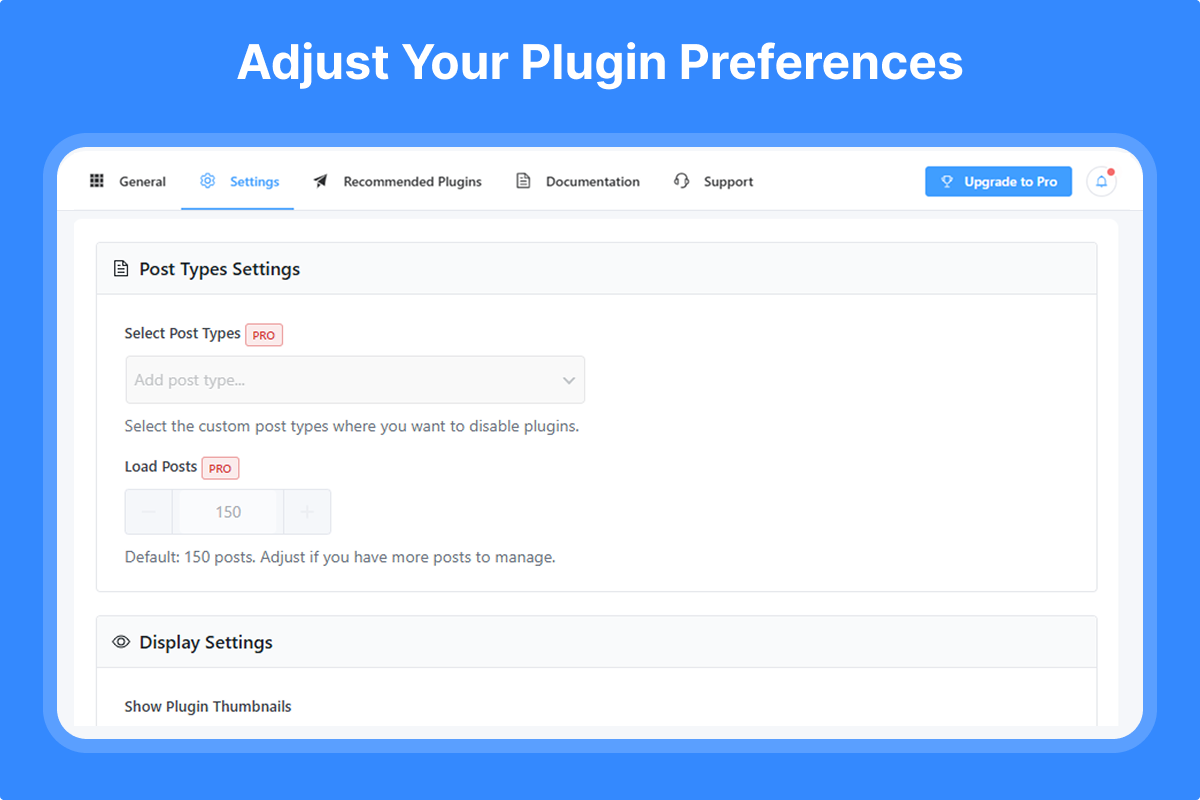 Adjust Your Plugin Preferences
General Settings Recommended Plugins Documentation Support Upgrade to Pro
Post Types Settings
Select Post Types PRO
Add post type...
Select the custom post types where you want to disable plugins.
Load Posts PRO
150
Default: 150 posts. Adjust if you have more posts to manage.
Display Settings
Show Plugin Thumbnails